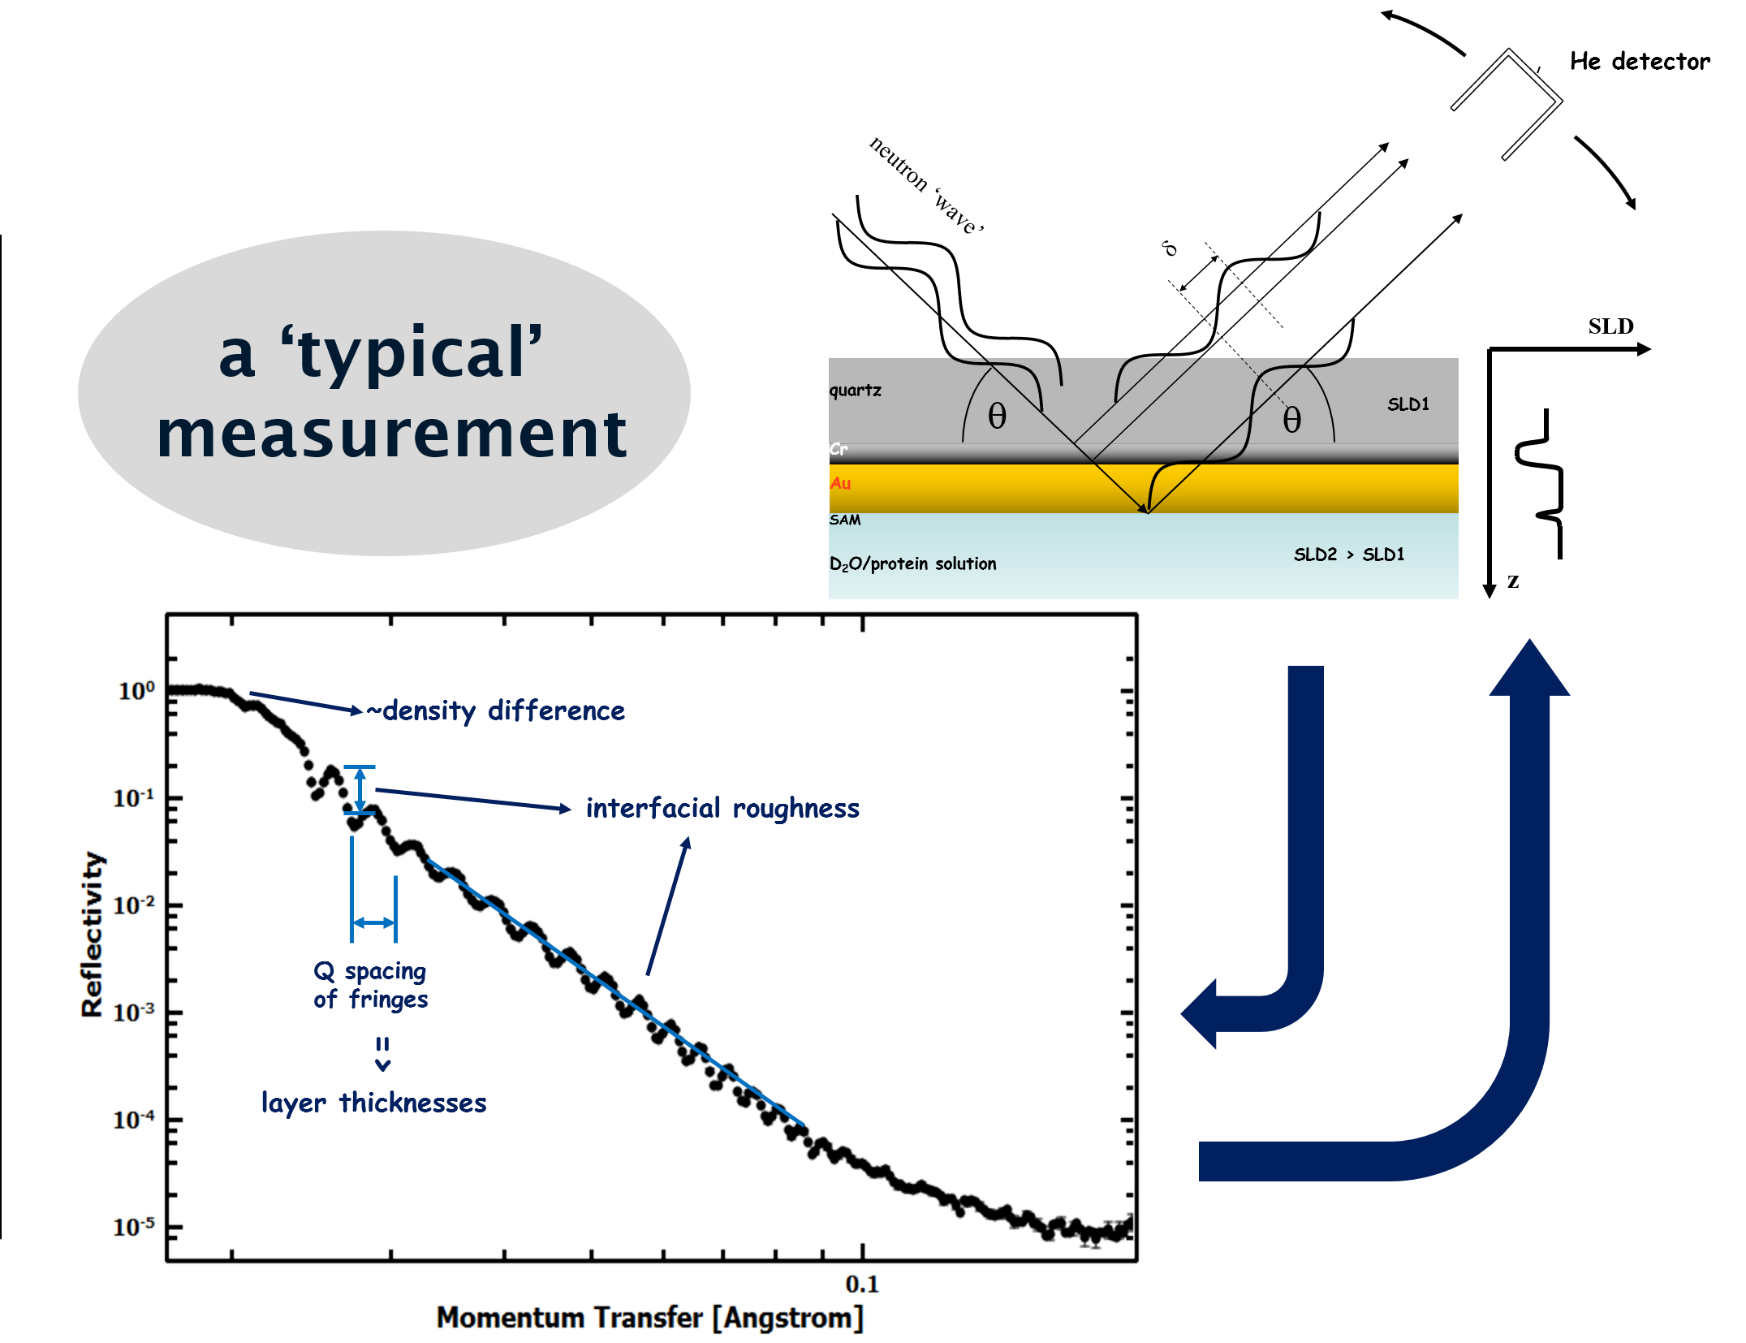 He detector
neutron ‘wave’
δ
a ‘typical’
measurement
SLD
quartz
θ
θ
SLD1
Cr
Au
SAM
D₂O/protein solution
SLD2 > SLD1
z
10⁰
~density difference
10⁻¹
interfacial roughness
Reflectivity
10⁻²
Q spacing
of fringes
10⁻³
=>
layer thicknesses
10⁻⁴
10⁻⁵
0.1
Momentum Transfer [Angstrom]